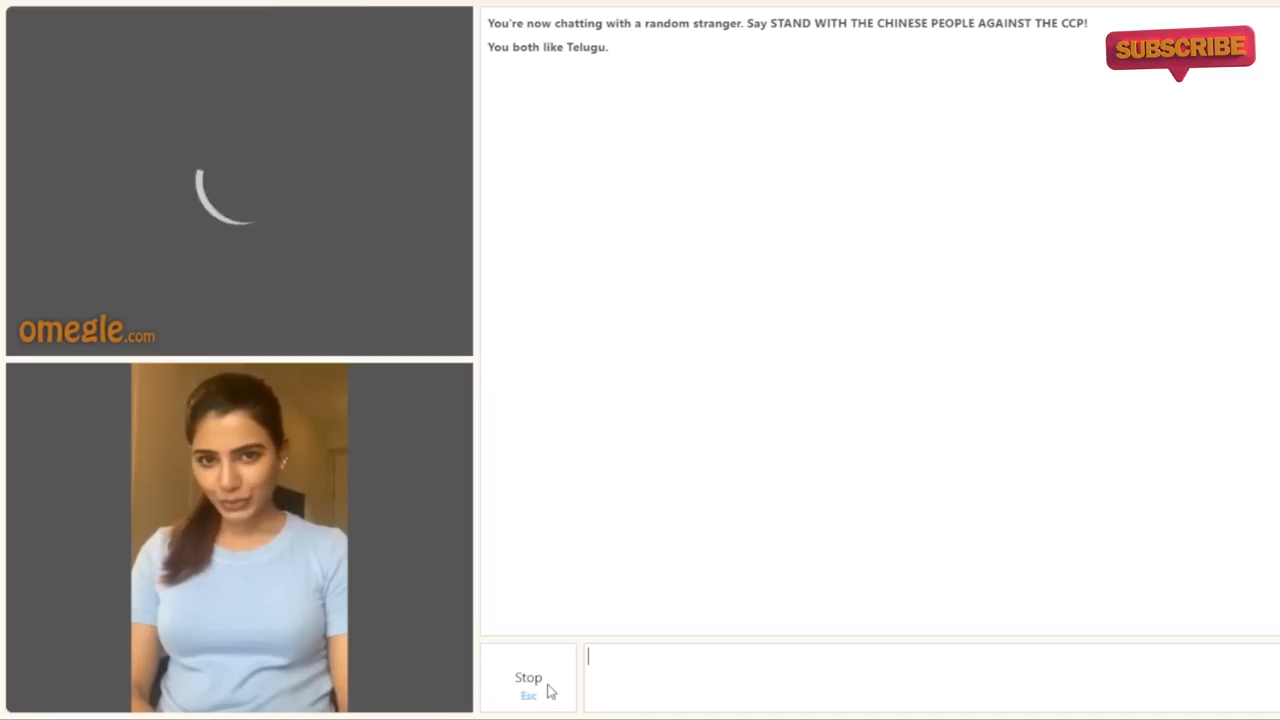 You're now chatting with a random stranger. Say STAND WITH THE CHINESE PEOPLE AGAINST THE CCP!
You both like Telugu.
SUBSCRIBE
omegle.com
Stop
Esc